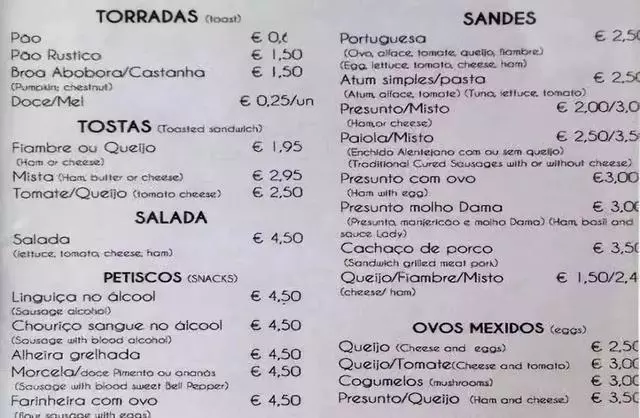 TORRADAS (toast)
Pão € 0,6
Pão Rustico € 1,50
Broa Abobora/Castanha € 1,50
(Pumpkin; chestnut)
Doce/Mel € 0,25/un
TOSTAS (Toasted sandwich)
Fiambre ou Queijo € 1,95
(Ham or cheese)
Mista (Ham, butter or cheese) € 2,95
Tomate/Queijo (tomato cheese) € 2,50
SALADA
Salada € 4,50
(lettuce, tomato, cheese, ham)
PETISCOS (SNACKS)
Linguiça no álcool € 4,50
(Sausage alcohol)
Chouriço sangue no álcool € 4,50
(Sausage with blood alcohol)
Alheira grelhada € 4,50
Morcela/doce Pimento ou ananás € 4,50
(Sausage with blood sweet Bell Pepper)
Farinheira com ovo € 4,50
(flour sausage with eggs)
SANDES
Portuguesa € 2,50
(Ovo, alface, tomate, queijo, fiambre)
(Egg, lettuce, tomato, cheese, ham)
Atum simples/pasta € 2,50
(Atum, alface, tomate) (Tuna, lettuce, tomato)
Presunto/Misto € 2,00/3,0
(Ham,or cheese)
Paiola/Misto € 2,50/3,5
(Enchido Alentejano com ou sem queijo)
(Traditional Cured Sausages with or without cheese)
Presunto com ovo €3,00
(Ham with egg)
Presunto molho Dama € 3,00
(Presunto, manjericão e molho Dama) (Ham, basil and
sauce Lady)
Cachaço de porco € 3,50
(Sandwich grilled meat pork)
Queijo/Fiambre/Misto € 1,50/2,4
(cheese/ ham)
OVOS MEXIDOS (eggs)
Queijo (Cheese and eggs) € 2,50
Queijo/Tomate(Cheese and tomato) € 3,00
Cogumelos (mushrooms) € 3,00
Presunto/Queijo (Ham and cheese) € 3,50